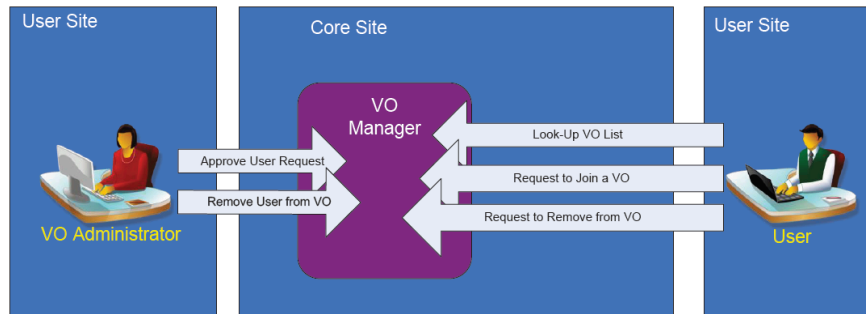 User Site
Core Site
User Site
VO
Manager
Approve User Request
Remove User from VO
Look-Up VO List
Request to Join a VO
Request to Remove from VO
VO Administrator
User